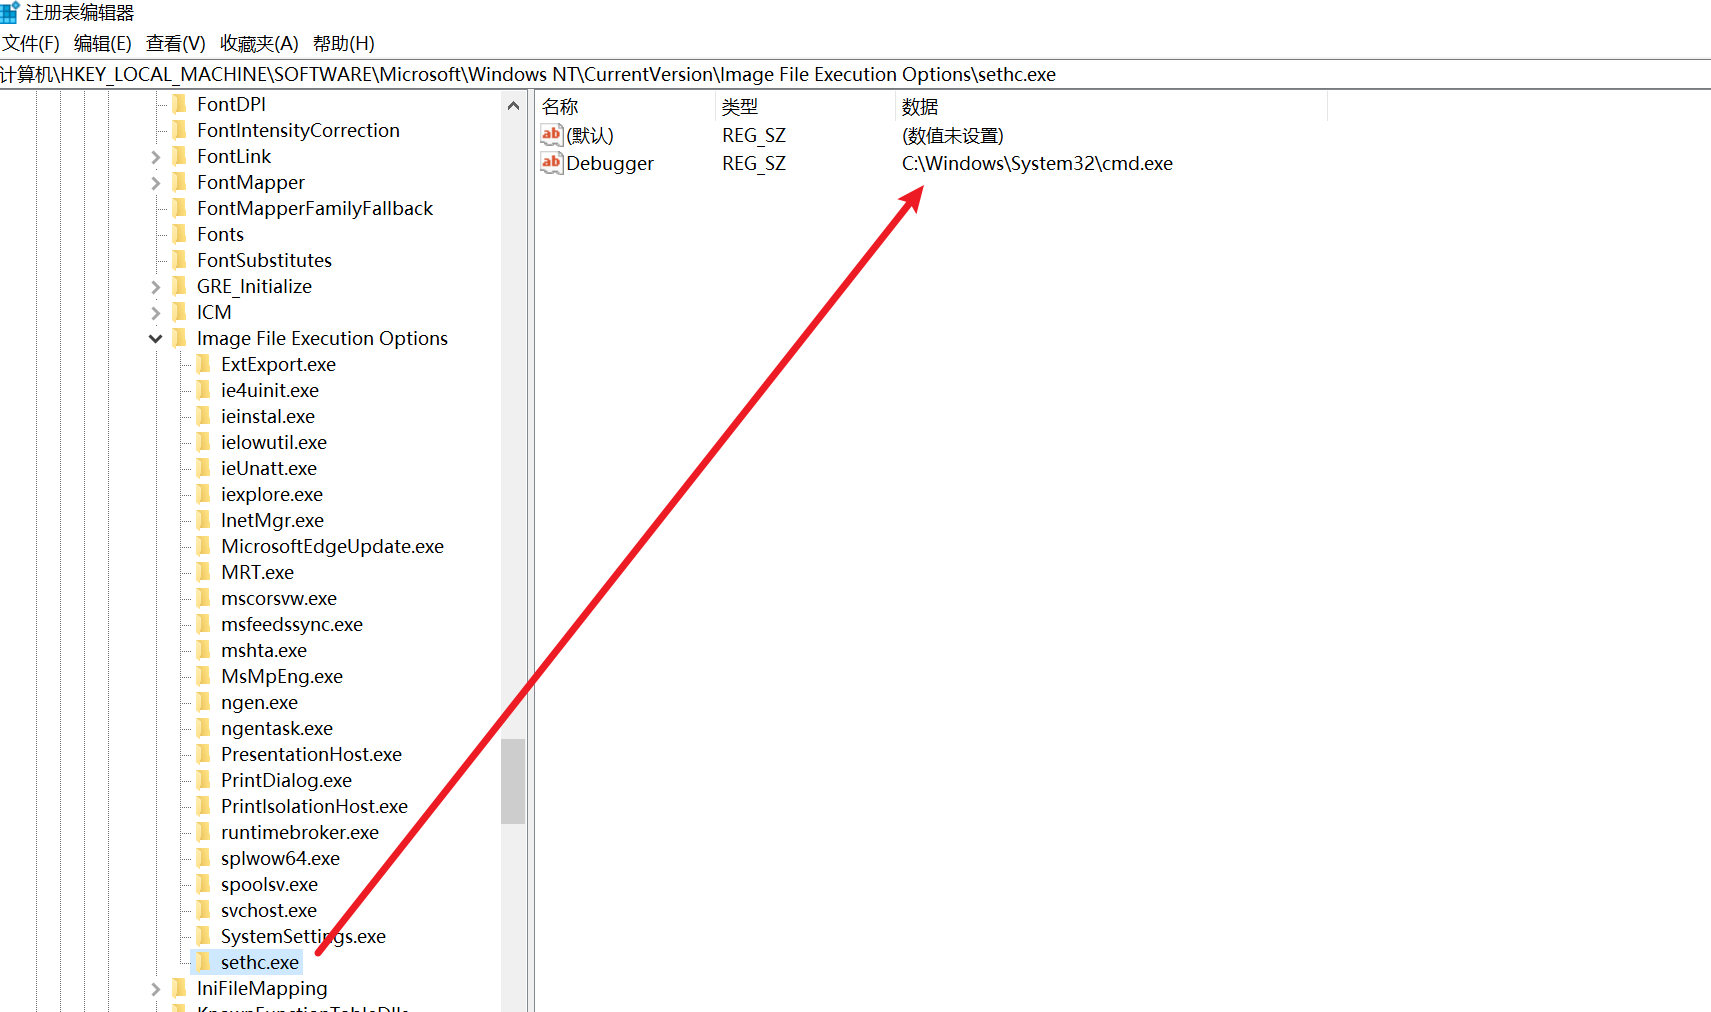 注册表编辑器
文件(F) 编辑(E) 查看(V) 收藏夹(A) 帮助(H)
计算机\HKEY_LOCAL_MACHINE\SOFTWARE\Microsoft\Windows NT\CurrentVersion\Image File Execution Options\sethc.exe
FontDPI
FontIntensityCorrection
FontLink
FontMapper
FontMapperFamilyFallback
Fonts
FontSubstitutes
GRE_Initialize
ICM
Image File Execution Options
ExtExport.exe
ie4uinit.exe
ieinstal.exe
ielowutil.exe
ieUnatt.exe
iexplore.exe
InetMgr.exe
MicrosoftEdgeUpdate.exe
MRT.exe
mscorsvw.exe
msfeedssync.exe
mshta.exe
MsMpEng.exe
ngen.exe
ngentask.exe
PresentationHost.exe
PrintDialog.exe
PrintIsolationHost.exe
runtimebroker.exe
splwow64.exe
spoolsv.exe
svchost.exe
SystemSettings.exe
sethc.exe
IniFileMapping
名称 类型 数据
(默认) REG_SZ (数值未设置)
Debugger REG_SZ C:\Windows\System32\cmd.exe